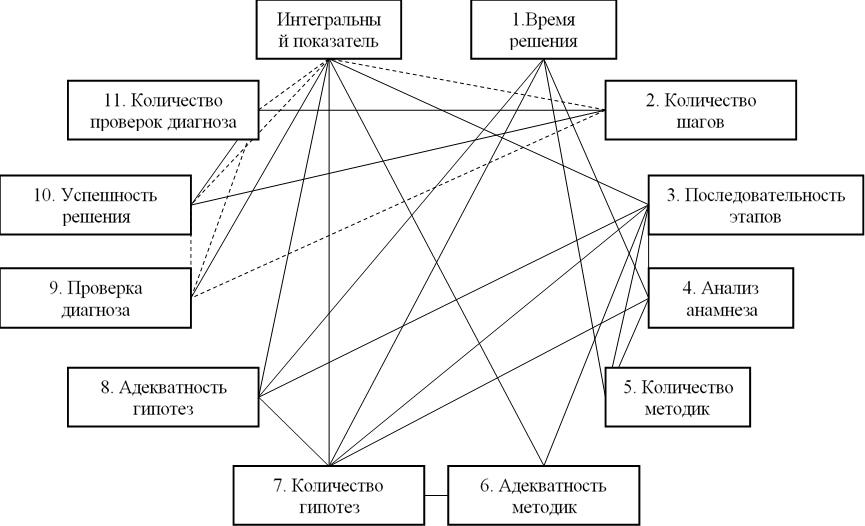 Интегральны
й показатель
1.Время
решения
11. Количество
проверок диагноза
2. Количество
шагов
10. Успешность
решения
3. Последовательность
этапов
9. Проверка
диагноза
4. Анализ
анамнеза
8. Адекватность
гипотез
5. Количество
методик
7. Количество
гипотез
6. Адекватность
методик